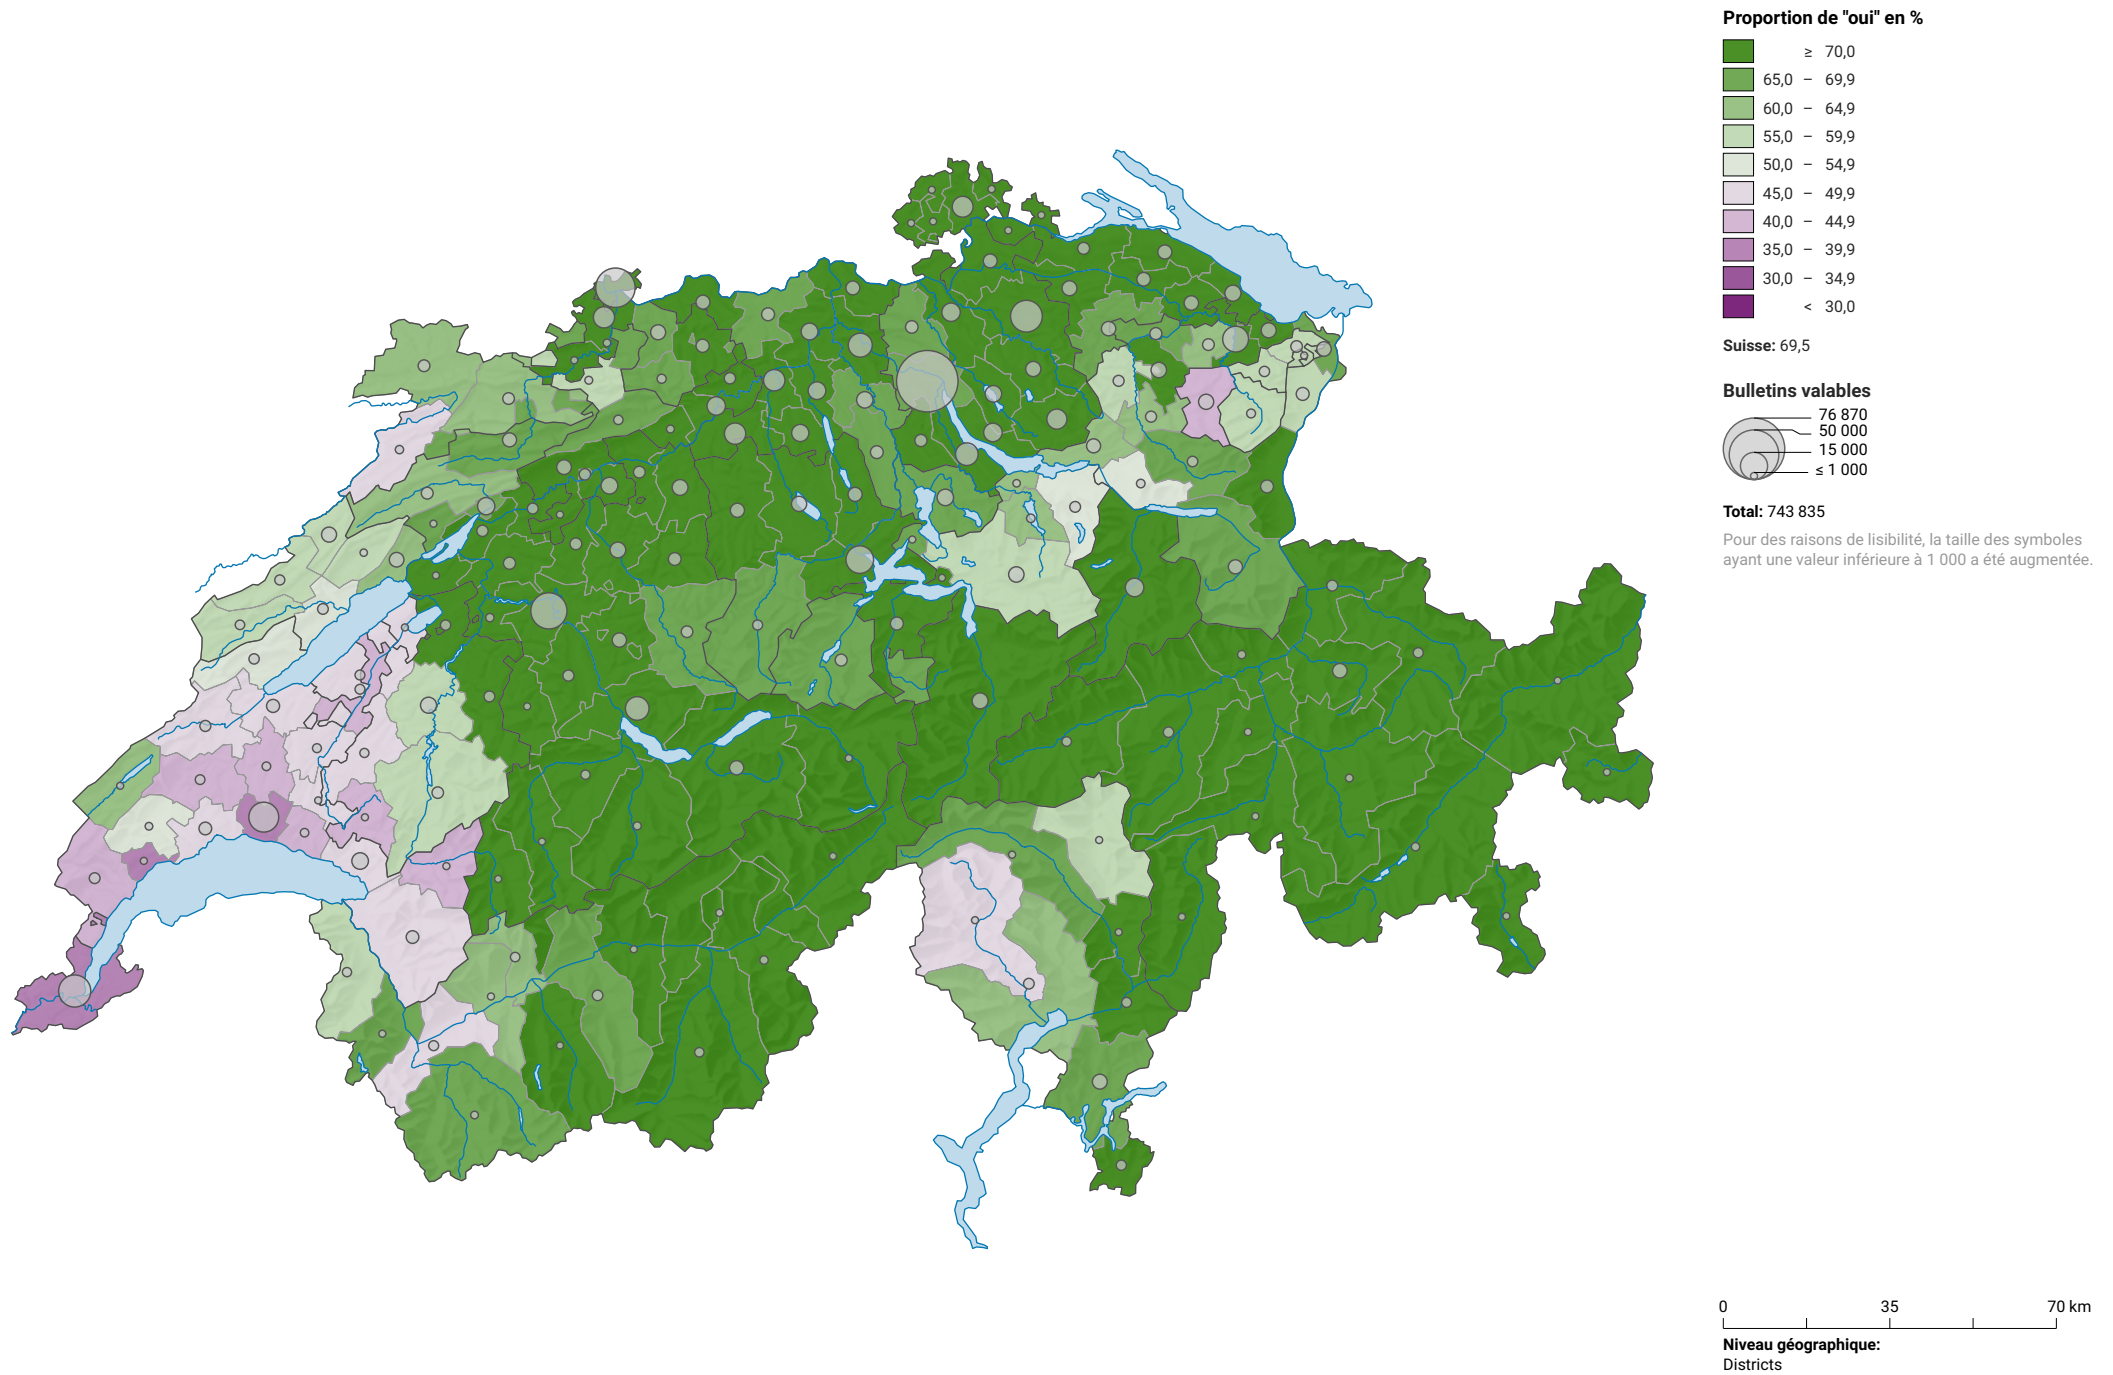 Proportion de "oui" en %
≥ 70,0
65,0 – 69,9
60,0 – 64,9
55,0 – 59,9
50,0 – 54,9
45,0 – 49,9
40,0 – 44,9
35,0 – 39,9
30,0 – 34,9
< 30,0
Suisse: 69,5
Bulletins valables
76 870
50 000
15 000
≤ 1 000
Total: 743 835
Pour des raisons de lisibilité, la taille des symboles
ayant une valeur inférieure à 1 000 a été augmentée.
0 35 70 km
Niveau géographique:
Districts